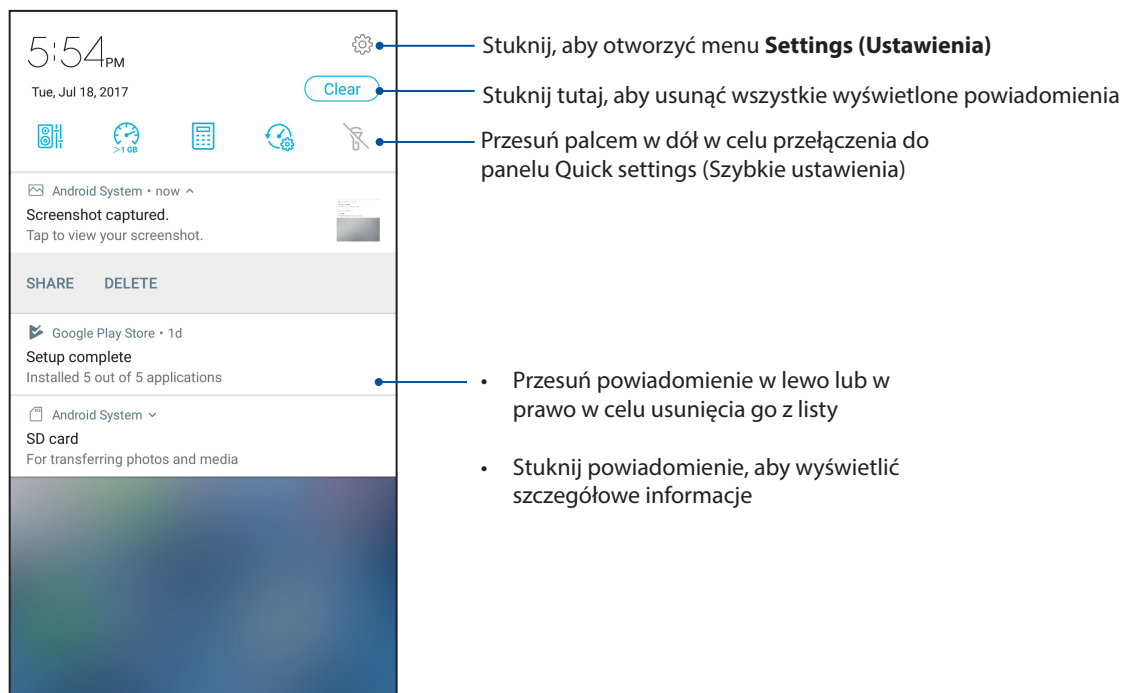 5:54PM
Tue, Jul 18, 2017
Clear
>1 GB
Android System • now
Screenshot captured.
Tap to view your screenshot.
SHARE DELETE
Google Play Store • 1d
Setup complete
Installed 5 out of 5 applications
Android System
SD card
For transferring photos and media
Stuknij, aby otworzyć menu Settings (Ustawienia)
Stuknij tutaj, aby usunąć wszystkie wyświetlone powiadomienia
Przesuń palcem w dół w celu przełączenia do
panelu Quick settings (Szybkie ustawienia)
• Przesuń powiadomienie w lewo lub w
prawo w celu usunięcia go z listy
• Stuknij powiadomienie, aby wyświetlić
szczegółowe informacje